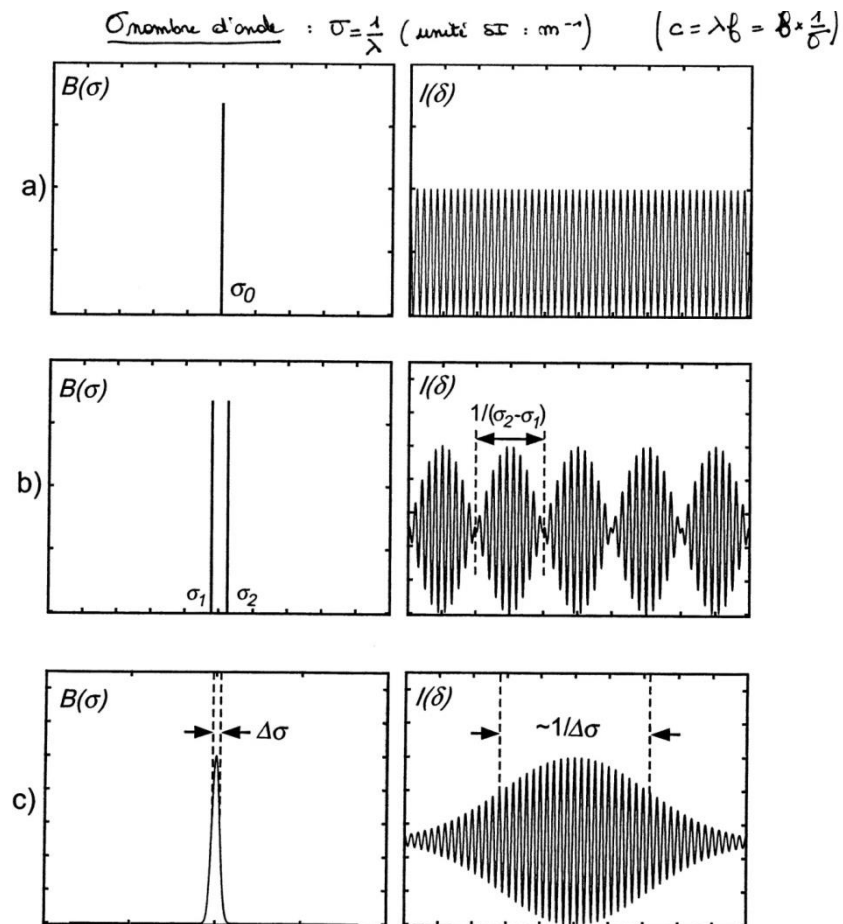 σ nombre d'onde : σ = 1/λ (unité SI : m⁻¹) (c = λf = f × 1/σ)
B(σ)
I(δ)
a)
σ0
B(σ)
I(δ)
1/(σ2-σ1)
b)
σ1 σ2
B(σ)
I(δ)
Δσ
~1/Δσ
c)